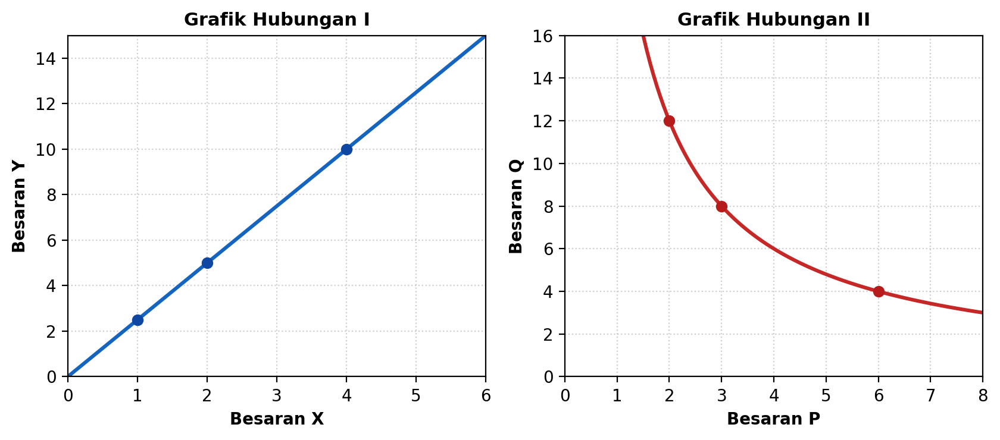 Grafik Hubungan I
Besaran Y
14
12
10
8
6
4
2
0
0 1 2 3 4 5 6
Besaran X
Grafik Hubungan II
Besaran Q
16
14
12
10
8
6
4
2
0
0 1 2 3 4 5 6 7 8
Besaran P